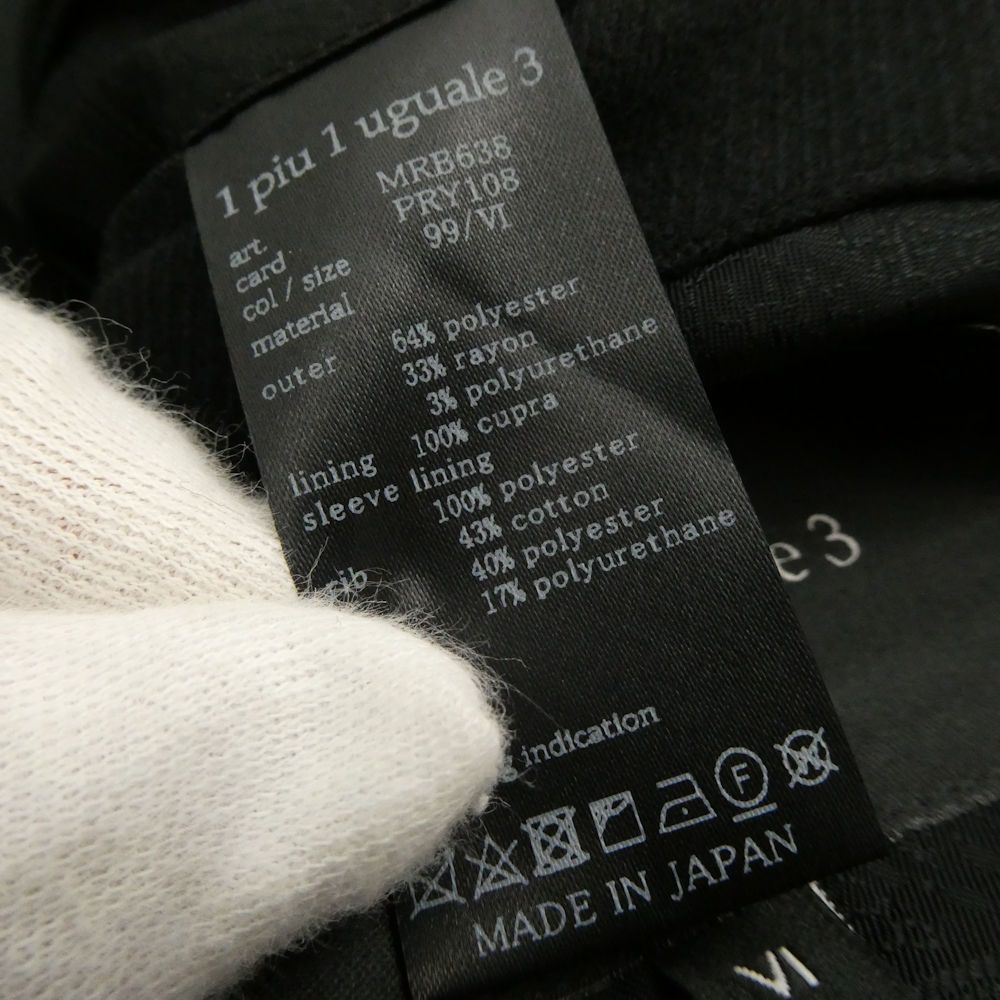 1 piu 1 uguale 3
art. MRB638
card. PRY108
col / size 99/VI
material
outer 64% polyester
33% rayon
3% polyurethane
lining 100% cupra
sleeve lining
100% polyester
rib 43% cotton
40% polyester
17% polyurethane
indication
F
W
MADE IN JAPAN
e 3
VI